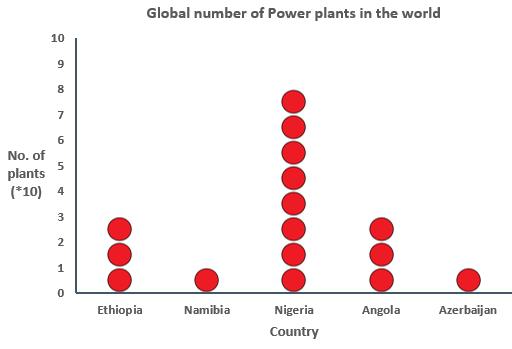 Global number of Power plants in the world
10
9
8
7
6
5
4
3
2
1
0
No. of
plants
(*10)
Ethiopia
Namibia
Nigeria
Angola
Azerbaijan
Country